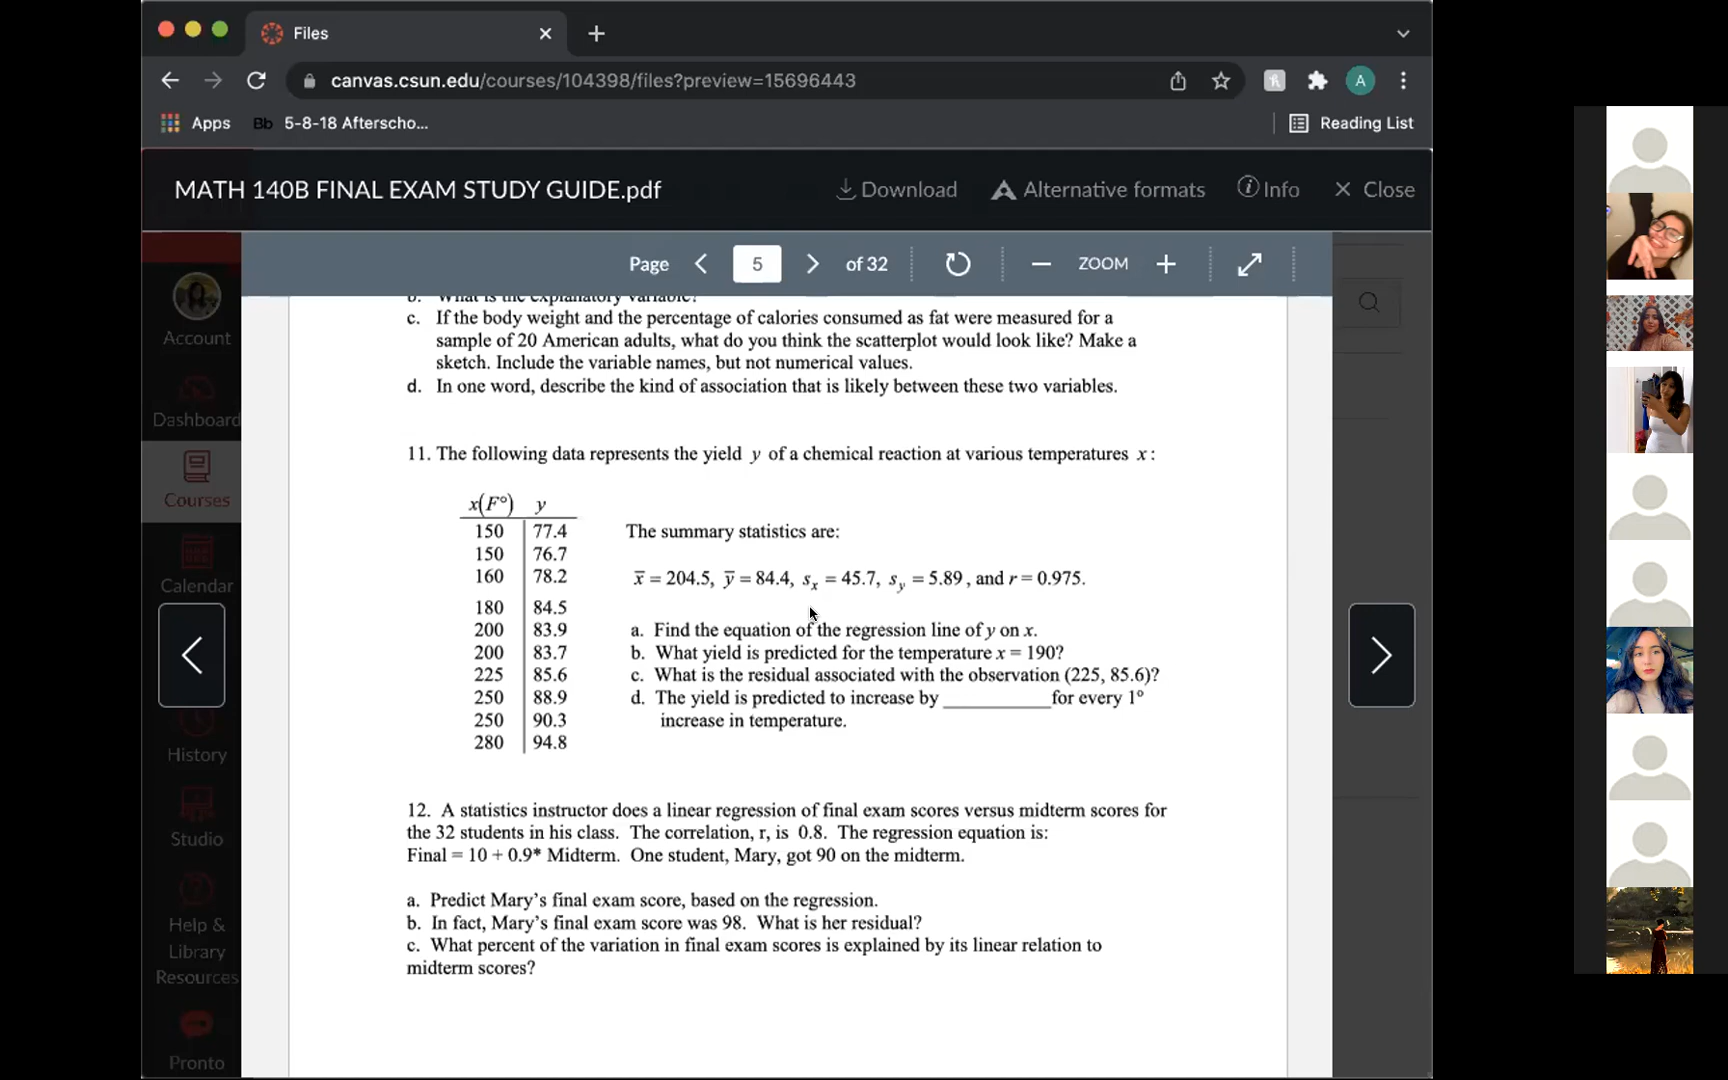 Files
canvas.csun.edu/courses/104398/files?preview=15696443
A
Apps
Bb 5-8-18 Afterscho...
Reading List
MATH 140B FINAL EXAM STUDY GUIDE.pdf
Download
Alternative formats
Info
Close
Page 5 of 32
ZOOM
Account
Dashboard
Courses
Calendar
History
Studio
Help &
Library
Resources
Pronto
b. What is the explanatory variable?
c. If the body weight and the percentage of calories consumed as fat were measured for a
sample of 20 American adults, what do you think the scatterplot would look like? Make a
sketch. Include the variable names, but not numerical values.
d. In one word, describe the kind of association that is likely between these two variables.
11. The following data represents the yield y of a chemical reaction at various temperatures x:
x(F°) y
150 77.4
150 76.7
160 78.2
180 84.5
200 83.9
200 83.7
225 85.6
250 88.9
250 90.3
280 94.8
The summary statistics are:
x̄ = 204.5, ȳ = 84.4, sₓ = 45.7, s_y = 5.89, and r = 0.975.
a. Find the equation of the regression line of y on x.
b. What yield is predicted for the temperature x = 190?
c. What is the residual associated with the observation (225, 85.6)?
d. The yield is predicted to increase by __________ for every 1°
increase in temperature.
12. A statistics instructor does a linear regression of final exam scores versus midterm scores for
the 32 students in his class. The correlation, r, is 0.8. The regression equation is:
Final = 10 + 0.9* Midterm. One student, Mary, got 90 on the midterm.
a. Predict Mary's final exam score, based on the regression.
b. In fact, Mary's final exam score was 98. What is her residual?
c. What percent of the variation in final exam scores is explained by its linear relation to
midterm scores?